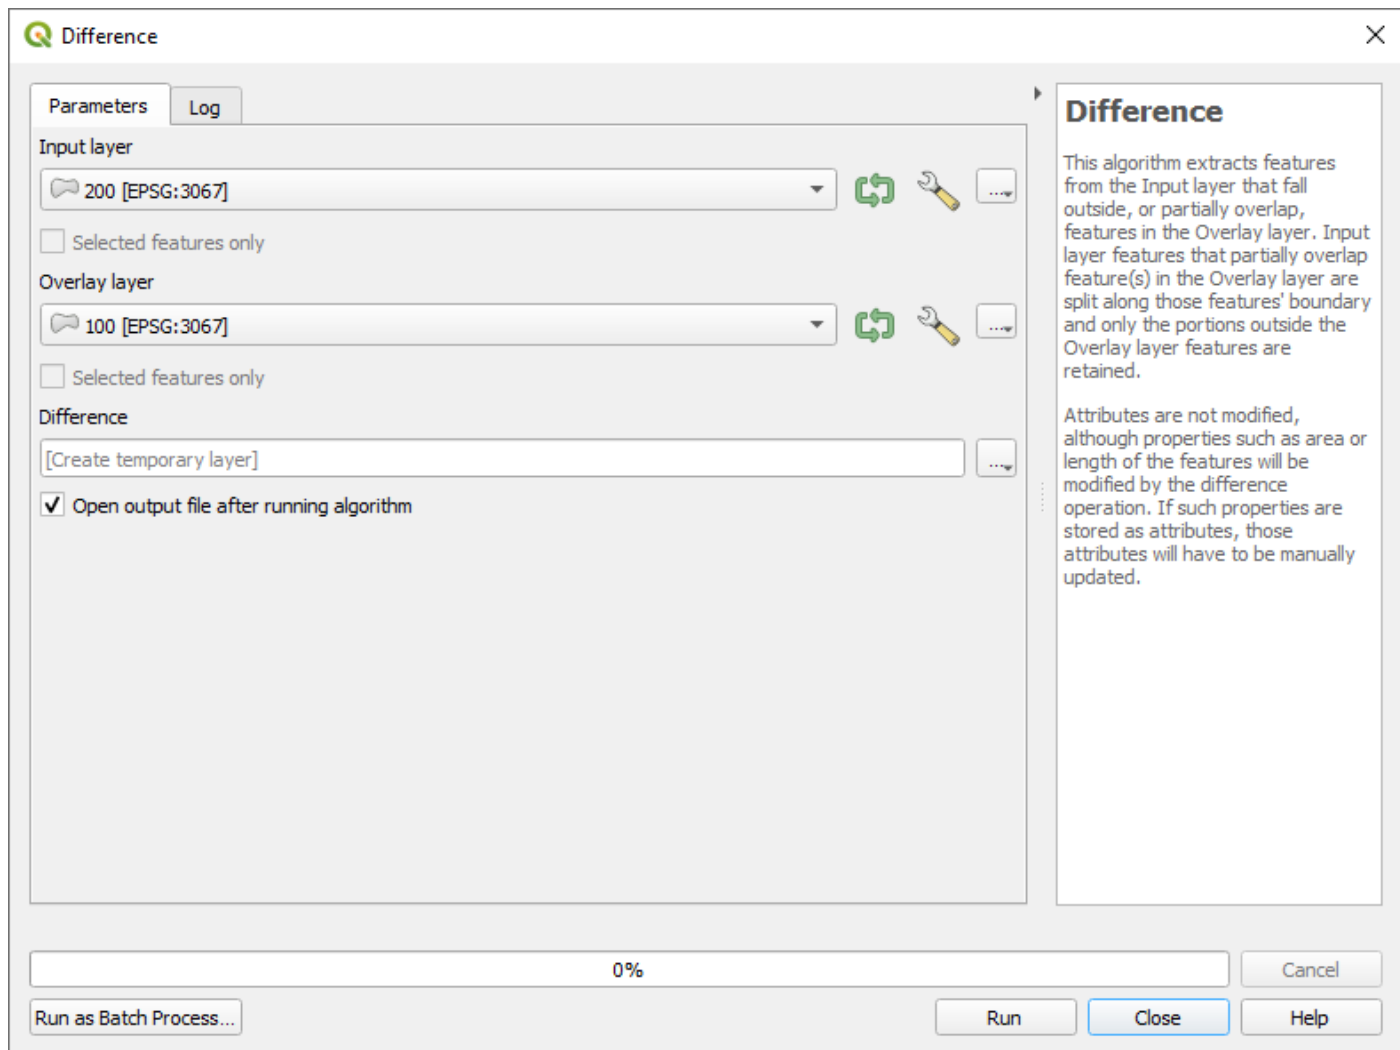 Difference
Parameters
Log
Input layer
200 [EPSG:3067]
...
Selected features only
Overlay layer
100 [EPSG:3067]
...
Selected features only
Difference
[Create temporary layer]
...
Open output file after running algorithm
Difference
This algorithm extracts features
from the Input layer that fall
outside, or partially overlap,
features in the Overlay layer. Input
layer features that partially overlap
feature(s) in the Overlay layer are
split along those features' boundary
and only the portions outside the
Overlay layer features are
retained.
Attributes are not modified,
although properties such as area or
length of the features will be
modified by the difference
operation. If such properties are
stored as attributes, those
attributes will have to be manually
updated.
0%
Cancel
Run as Batch Process...
Run
Close
Help